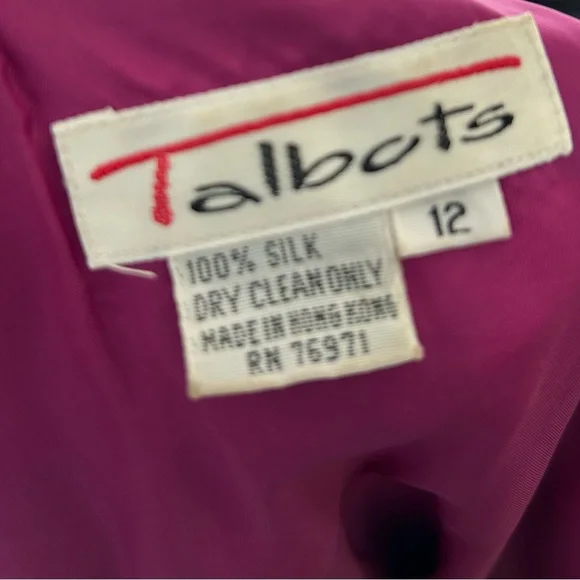 Talbots
12
100% SILK
DRY CLEAN ONLY
MADE IN HONG KONG
RN 76971